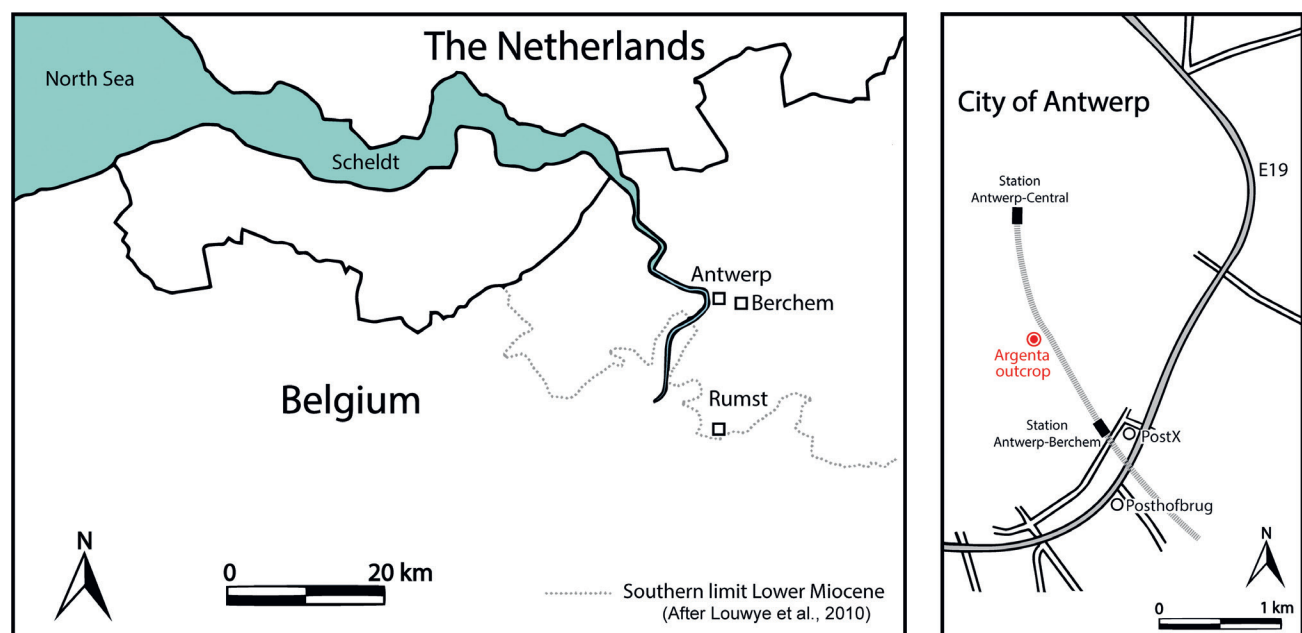 The Netherlands
North Sea
Scheldt
Antwerp
Berchem
Belgium
Rumst
N
0 20 km
Southern limit Lower Miocene
(After Louwye et al., 2010)
City of Antwerp
E19
Station
Antwerp-Central
Argenta
outcrop
Station
Antwerp-Berchem
PostX
Posthofbrug
N
0 1 km